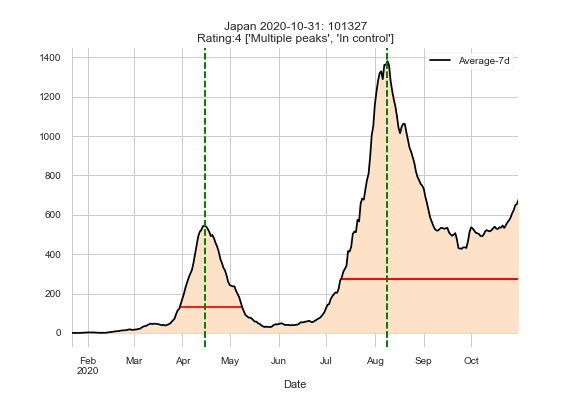 Japan 2020-10-31: 101327
Rating:4 ['Multiple peaks', 'In control']
Average-7d
1400
1200
1000
800
600
400
200
0
Feb Mar Apr May Jun Jul Aug Sep Oct
2020
Date